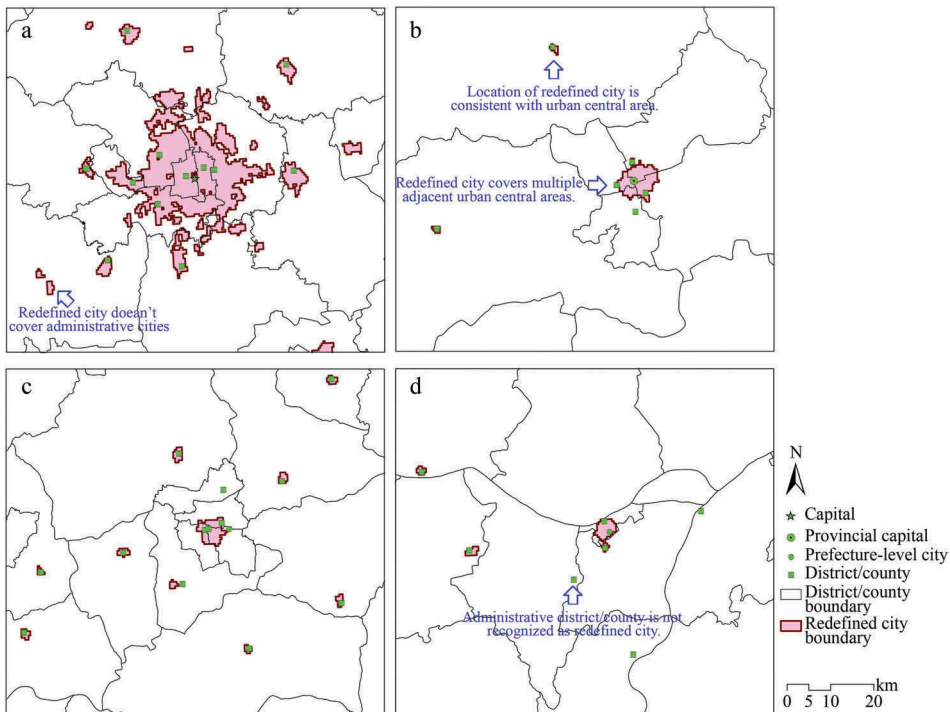 a
Redefined city doean't
cover administrative cities
b
Location of redefined city is
consistent with urban central area.
Redefined city covers multiple
adjacent urban central areas.
c
d
Administrative district/county is not
recognized as redefined city.
N
Capital
Provincial capital
Prefecture-level city
District/county
District/county
boundary
Redefined city
boundary
km
0 5 10 20